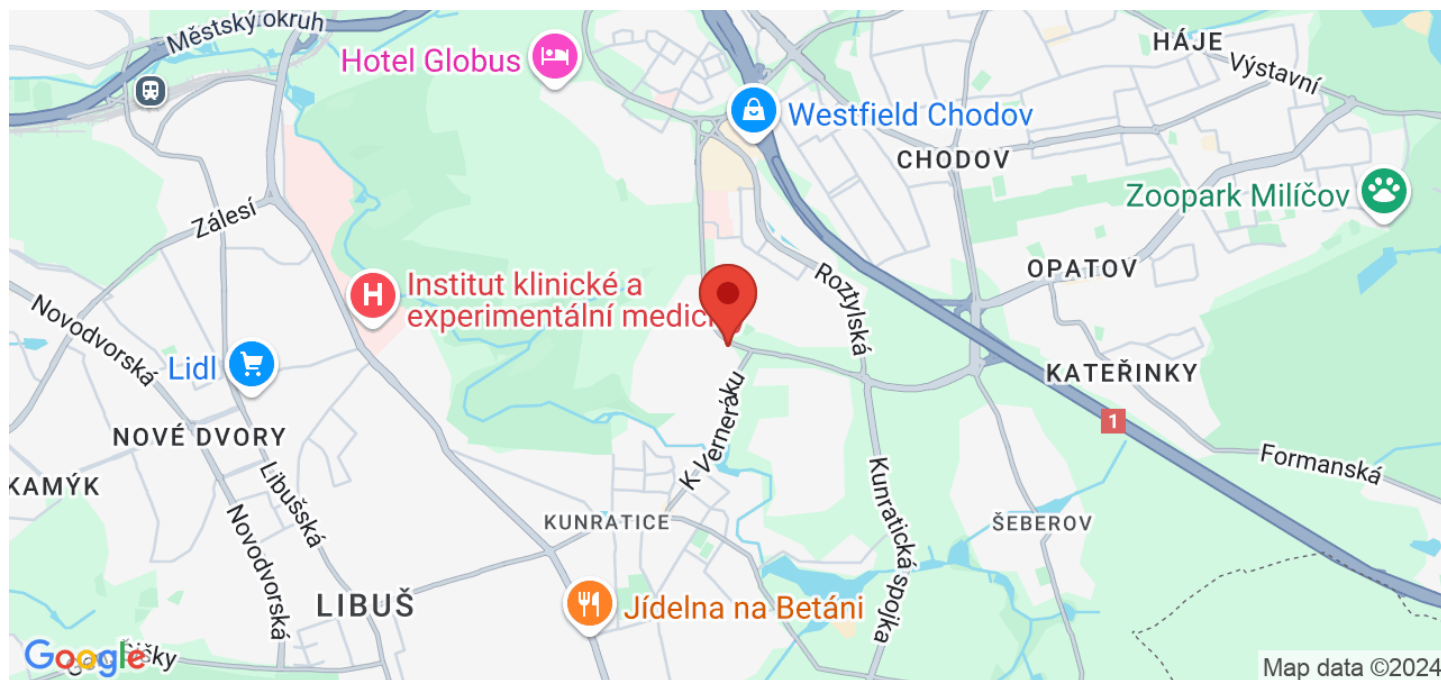 Městský okruh
Hotel Globus
HÁJE
Výstavní
Westfield Chodov
CHODOV
Zoopark Milíčov
Zálesí
OPATOV
Roztylská
Institut klinické a
experimentální medicíny
Novodvorská
Lidl
KATEŘINKY
1
K Verneráku
NOVÉ DVORY
Formanská
KAMÝK
Libušská
Novodvorská
KUNRATICE
Kunratická spojka
ŠEBEROV
LIBUŠ
Jídelna na Betáni
Google
Šišky
Map data ©2024